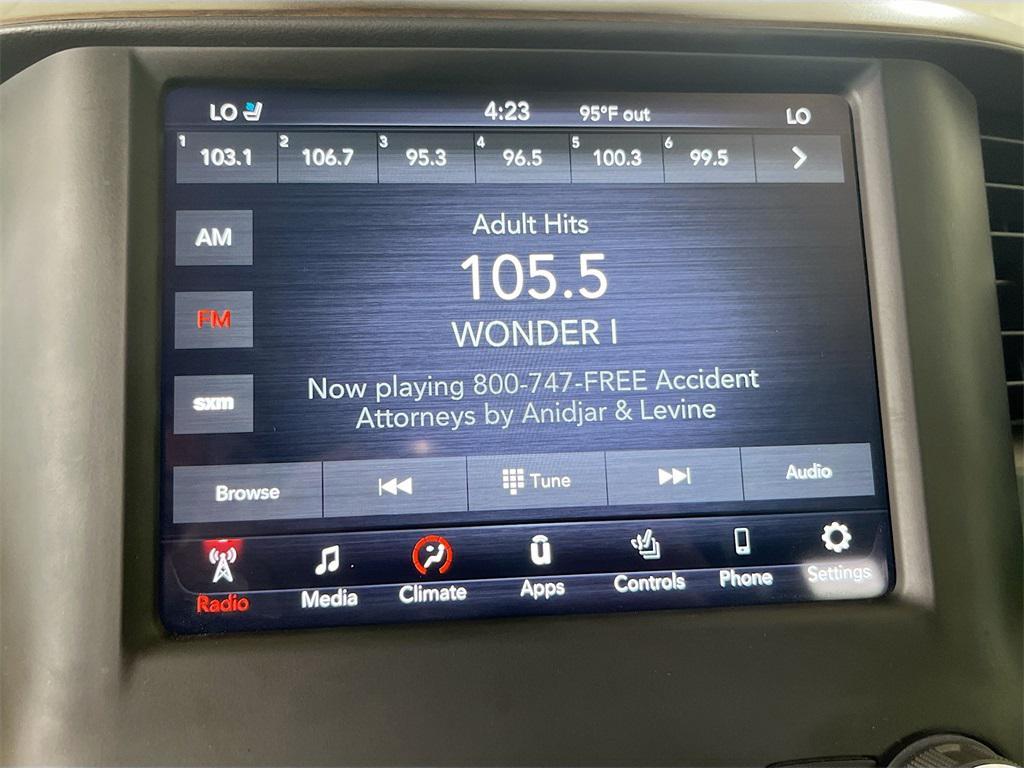 LO 4:23 95°F out LO
1 103.1 2 106.7 3 95.3 4 96.5 5 100.3 6 99.5
AM
FM
sxm
Adult Hits
105.5
WONDER I
Now playing 800-747-FREE Accident
Attorneys by Anidjar & Levine
Browse Tune Audio
Radio Media Climate Apps Controls Phone Settings